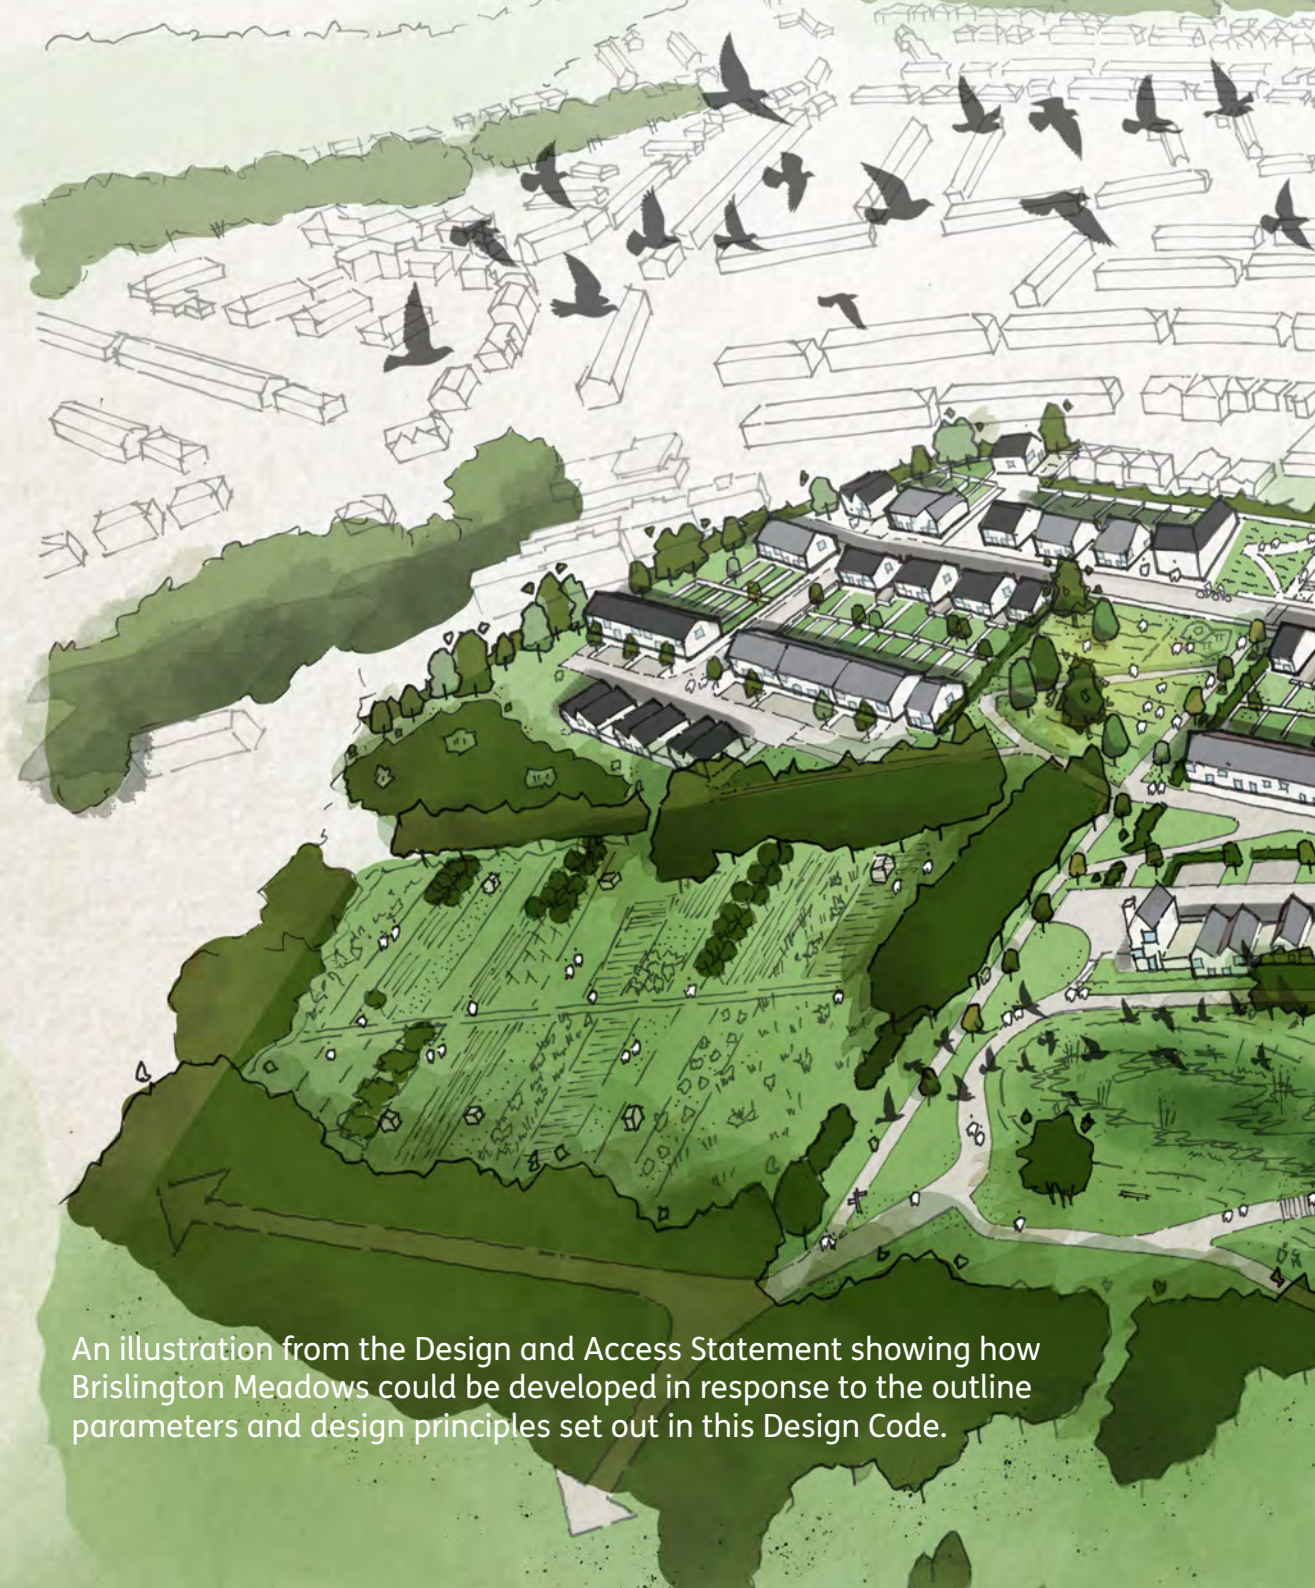 An illustration from the Design and Access Statement showing how
Brislington Meadows could be developed in response to the outline
parameters and design principles set out in this Design Code.